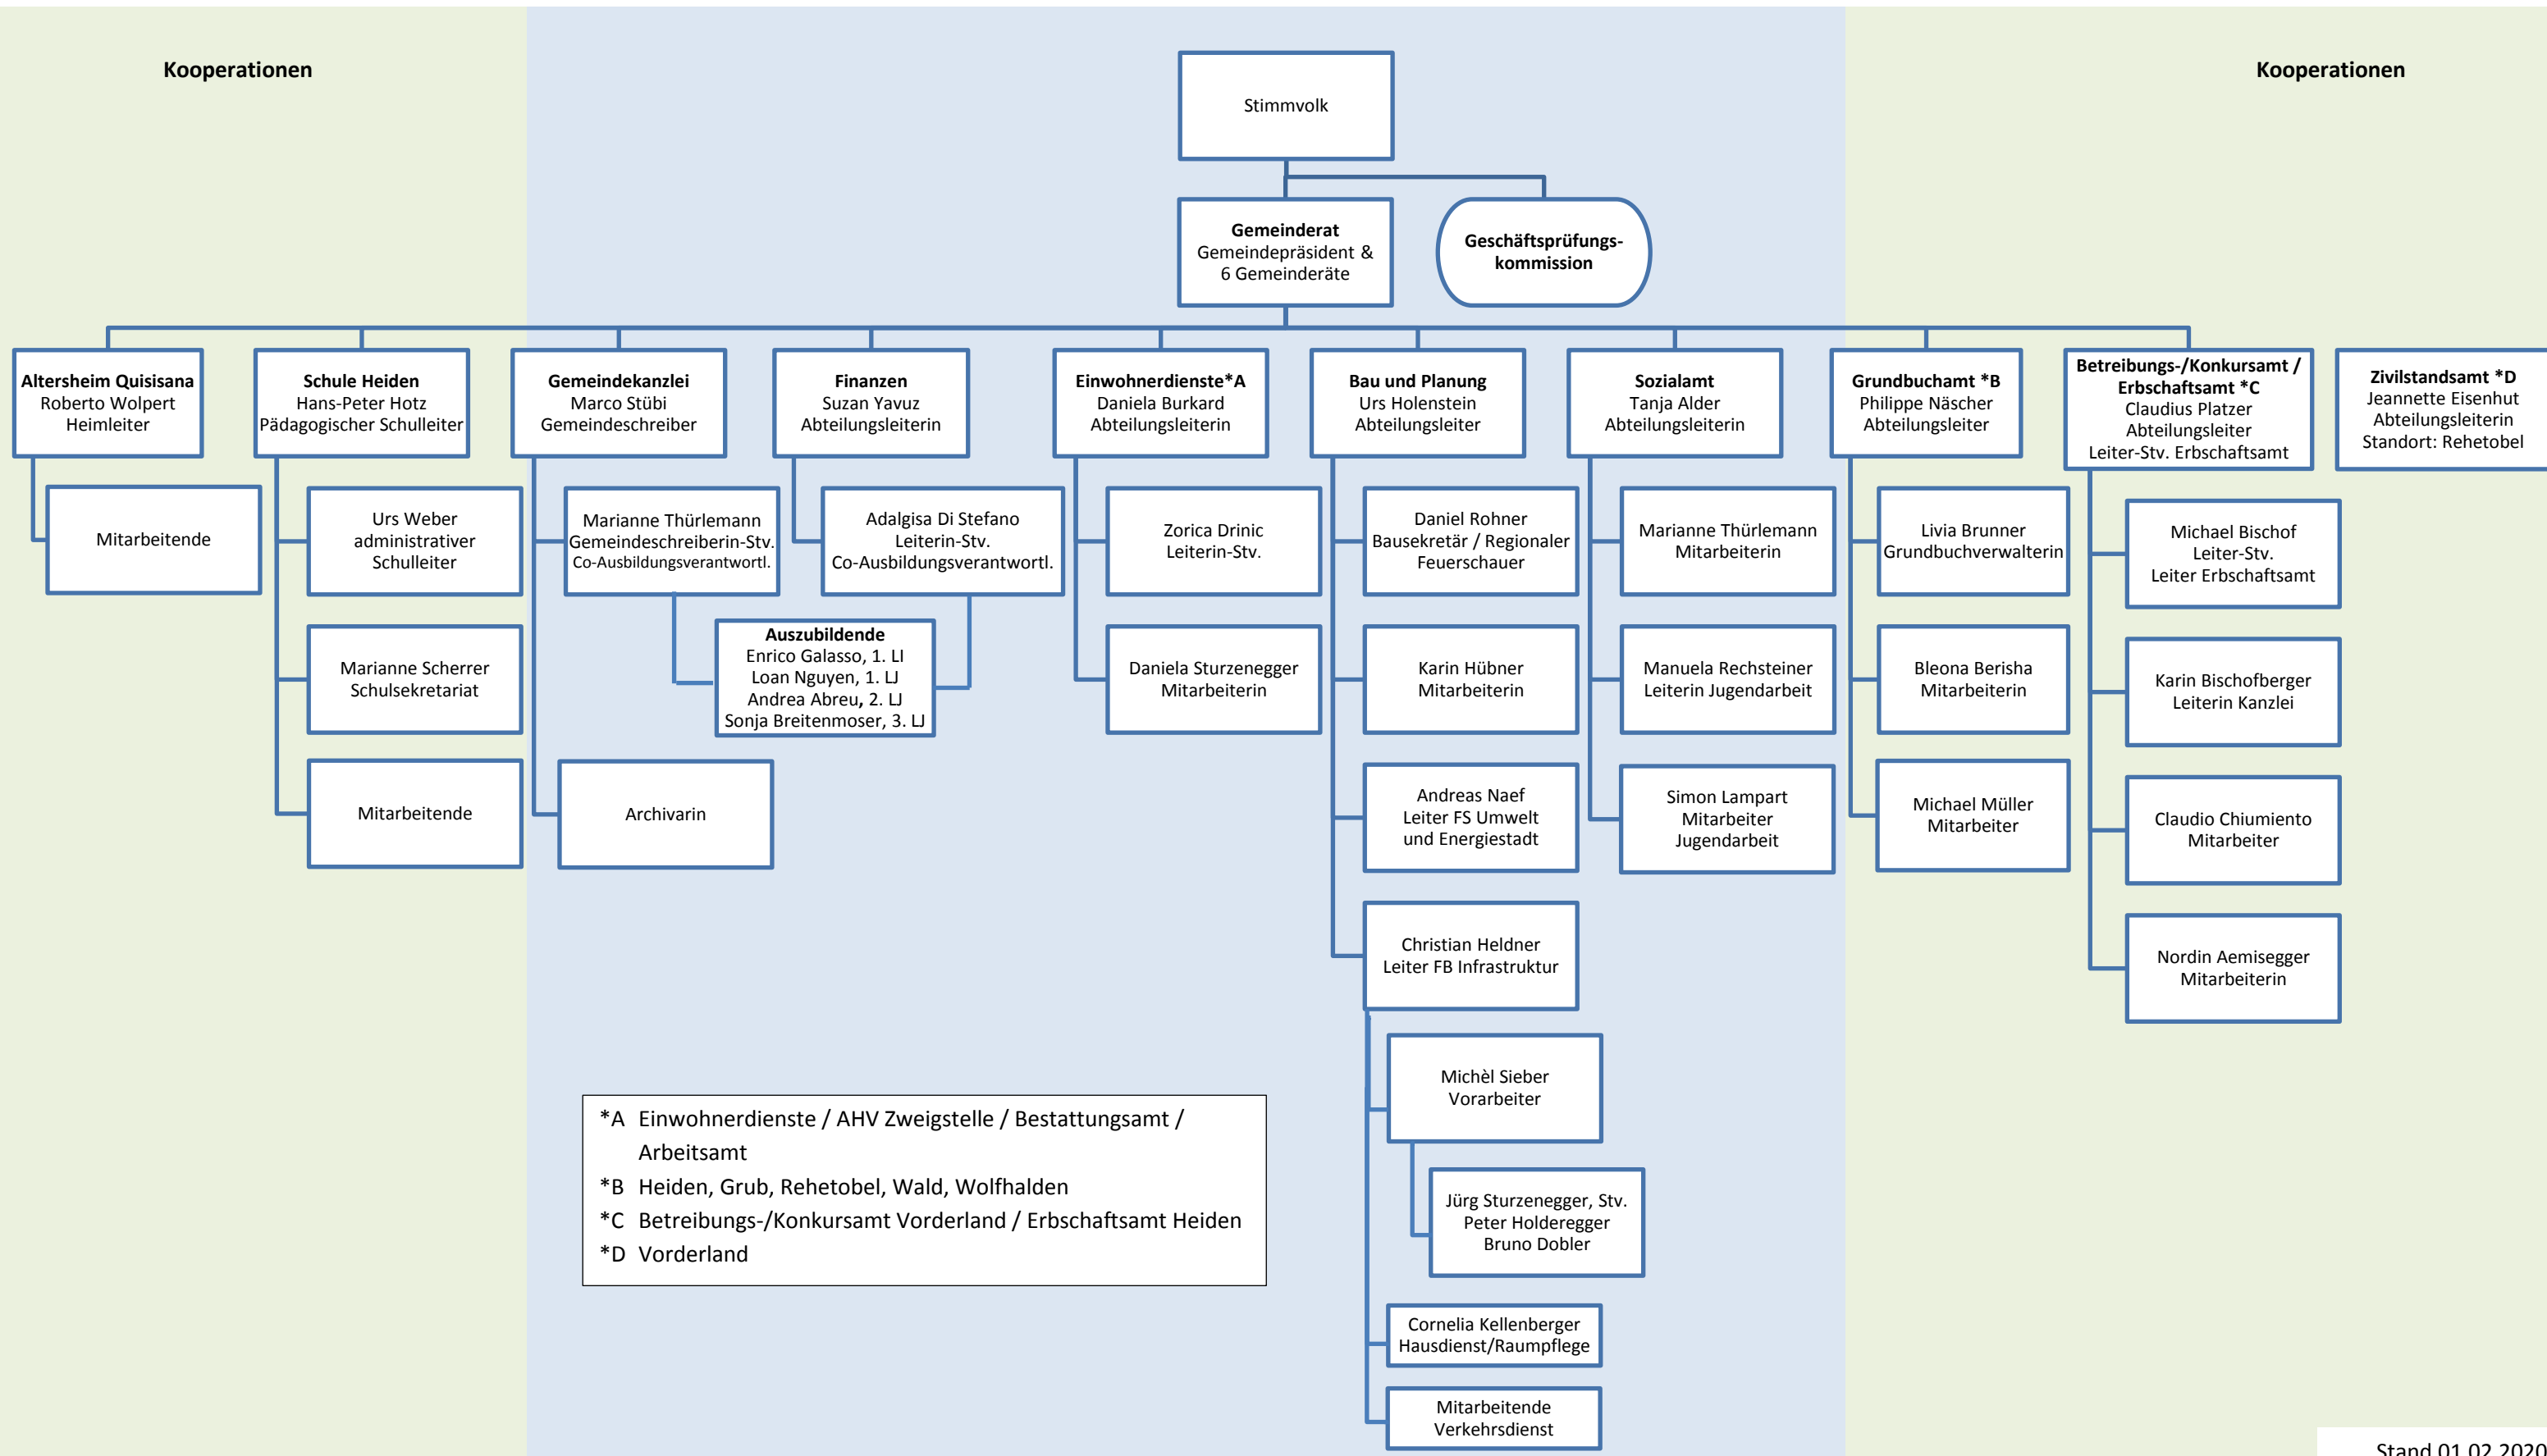 Kooperationen
Kooperationen
Stimmvolk
Gemeinderat
Gemeindepräsident &
6 Gemeinderäte
Geschäftsprüfungs-
kommission
Altersheim Quisisana
Roberto Wolpert
Heimleiter
Schule Heiden
Hans-Peter Hotz
Pädagogischer Schulleiter
Gemeindekanzlei
Marco Stübi
Gemeindeschreiber
Finanzen
Suzan Yavuz
Abteilungsleiterin
Einwohnerdienste*A
Daniela Burkard
Abteilungsleiterin
Bau und Planung
Urs Holenstein
Abteilungsleiter
Sozialamt
Tanja Alder
Abteilungsleiterin
Grundbuchamt *B
Philippe Näscher
Abteilungsleiter
Betreibungs-/Konkursamt /
Erbschaftsamt *C
Claudius Platzer
Abteilungsleiter
Leiter-Stv. Erbschaftsamt
Zivilstandsamt *D
Jeannette Eisenhut
Abteilungsleiterin
Standort: Rehetobel
Mitarbeitende
Urs Weber
administrativer
Schulleiter
Marianne Scherrer
Schulsekretariat
Mitarbeitende
Marianne Thürlemann
Gemeindeschreiberin-Stv.
Co-Ausbildungsverantwortl.
Adalgisa Di Stefano
Leiterin-Stv.
Co-Ausbildungsverantwortl.
Auszubildende
Enrico Galasso, 1. LI
Loan Nguyen, 1. LJ
Andrea Abreu, 2. LJ
Sonja Breitenmoser, 3. LJ
Archivarin
Zorica Drinic
Leiterin-Stv.
Daniela Sturzenegger
Mitarbeiterin
Daniel Rohner
Bausekretär / Regionaler
Feuerschauer
Karin Hübner
Mitarbeiterin
Andreas Naef
Leiter FS Umwelt
und Energiestadt
Christian Heldner
Leiter FB Infrastruktur
Michèl Sieber
Vorarbeiter
Jürg Sturzenegger, Stv.
Peter Holderegger
Bruno Dobler
Cornelia Kellenberger
Hausdienst/Raumpflege
Mitarbeitende
Verkehrsdienst
Marianne Thürlemann
Mitarbeiterin
Manuela Rechsteiner
Leiterin Jugendarbeit
Simon Lampart
Mitarbeiter
Jugendarbeit
Livia Brunner
Grundbuchverwalterin
Bleona Berisha
Mitarbeiterin
Michael Müller
Mitarbeiter
Michael Bischof
Leiter-Stv.
Leiter Erbschaftsamt
Karin Bischofberger
Leiterin Kanzlei
Claudio Chiumiento
Mitarbeiter
Nordin Aemisegger
Mitarbeiterin
*A Einwohnerdienste / AHV Zweigstelle / Bestattungsamt /
Arbeitsamt
*B Heiden, Grub, Rehetobel, Wald, Wolfhalden
*C Betreibungs-/Konkursamt Vorderland / Erbschaftsamt Heiden
*D Vorderland
Stand 01.02.2020